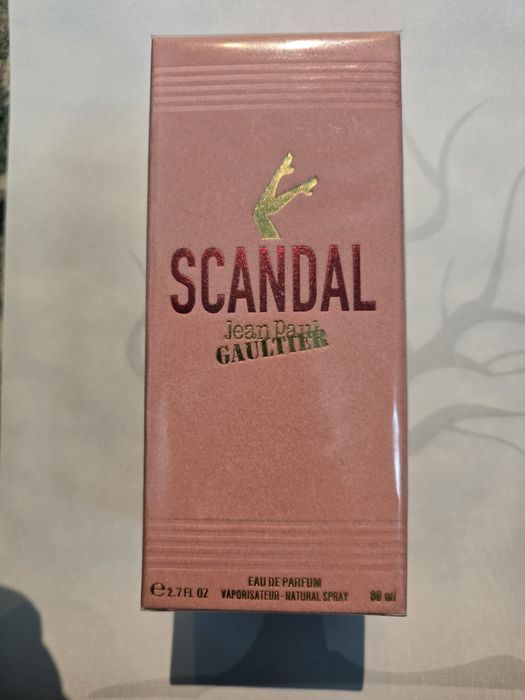 SCANDAL
Jean Paul
GAULTIER
EAU DE PARFUM
℮ 2.7 FL OZ VAPORISATEUR - NATURAL SPRAY 80 ml